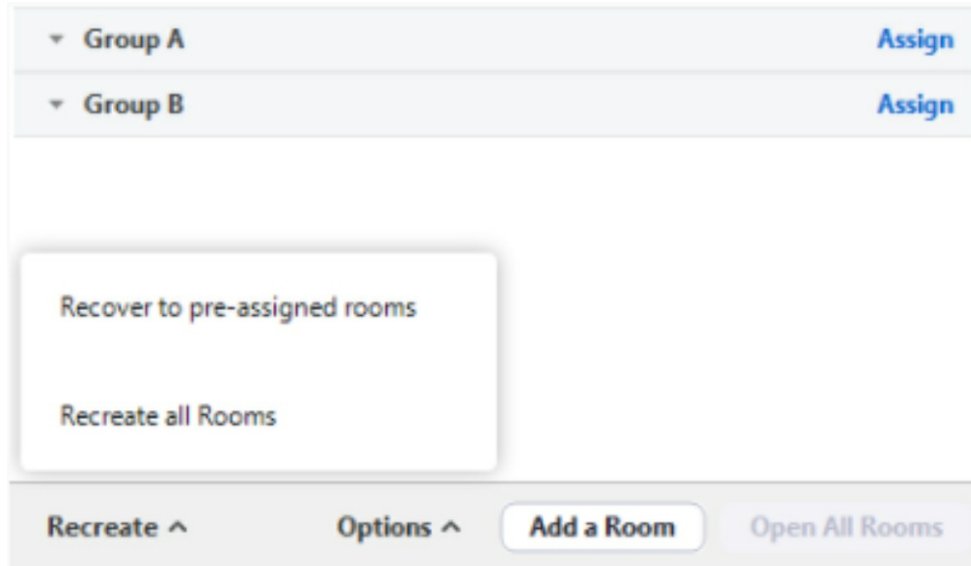 Group A Assign
Group B Assign
Recover to pre-assigned rooms
Recreate all Rooms
Recreate Options Add a Room Open All Rooms